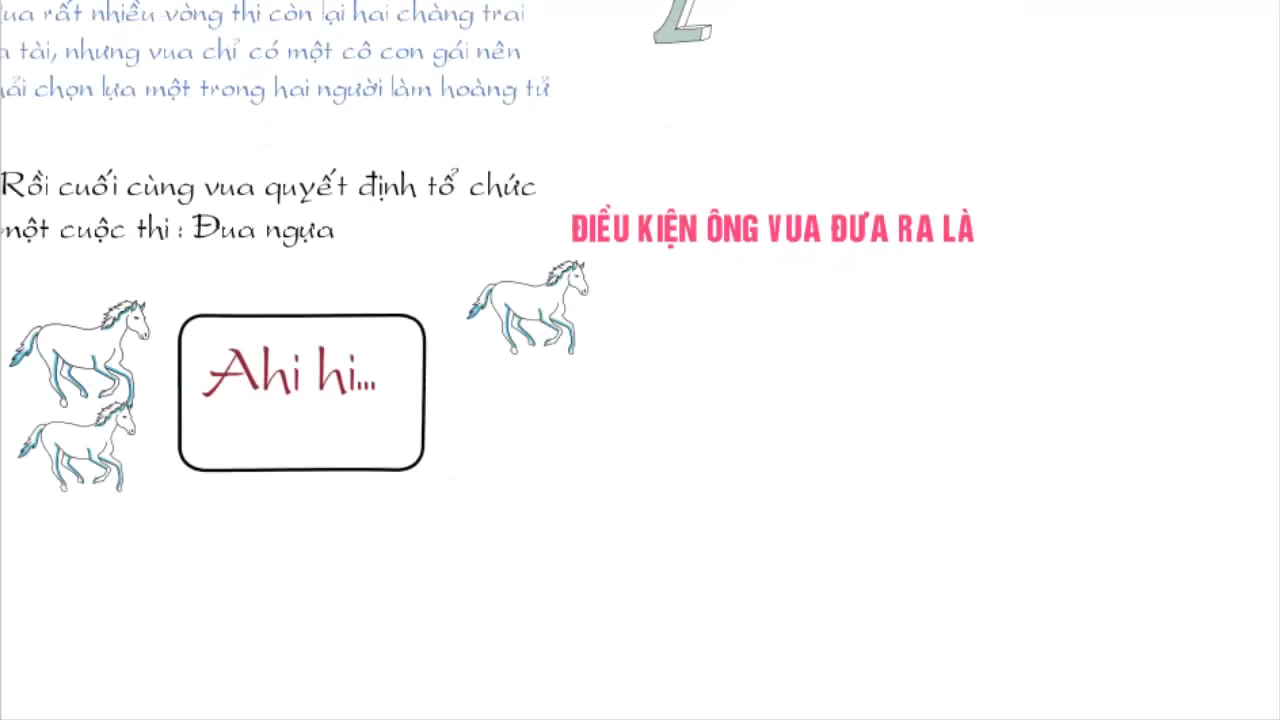 rất nhiều vòng thi còn lại hai chàng trai
tài, nhưng vua chỉ có một cô con gái nên
chọn lựa một trong hai người làm hoàng tử
Rồi cuối cùng vua quyết định tổ chức
một cuộc thi : Đua ngựa
ĐIỀU KIỆN ÔNG VUA ĐƯA RA LÀ
Ahi hi...